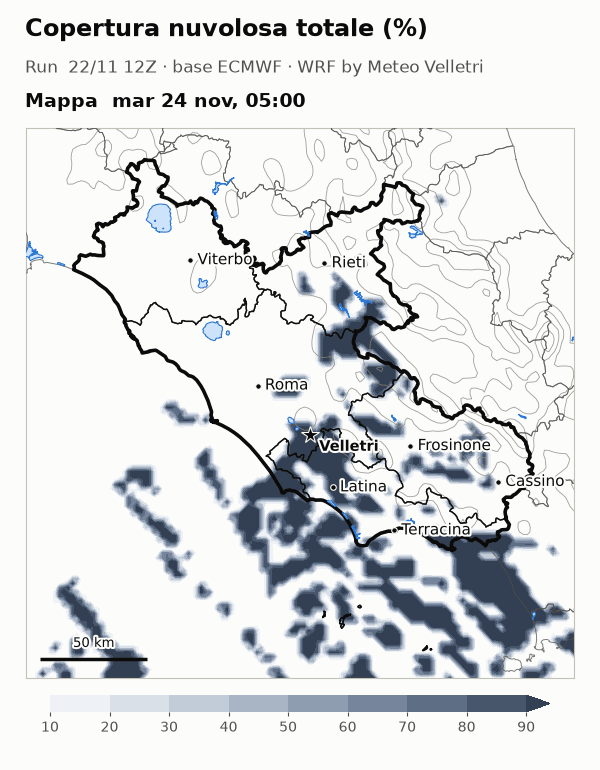 Copertura nuvolosa totale (%)
Run  22/11 12Z · base ECMWF · WRF by Meteo Velletri
Mappa  mar 24 nov, 05:00
Viterbo
Rieti
Roma
Velletri
Frosinone
Cassino
Latina
Terracina
50 km
10 20 30 40 50 60 70 80 90